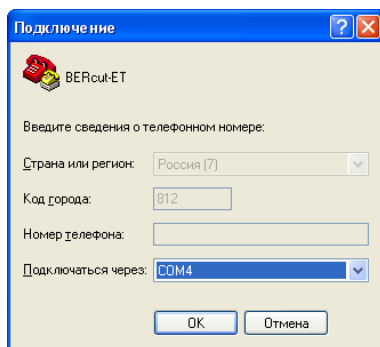 Подключение
BERcut-ET
Введите сведения о телефонном номере:
Страна или регион: Россия (7)
Код города: 812
Номер телефона:
Подключаться через: COM4
OK Отмена